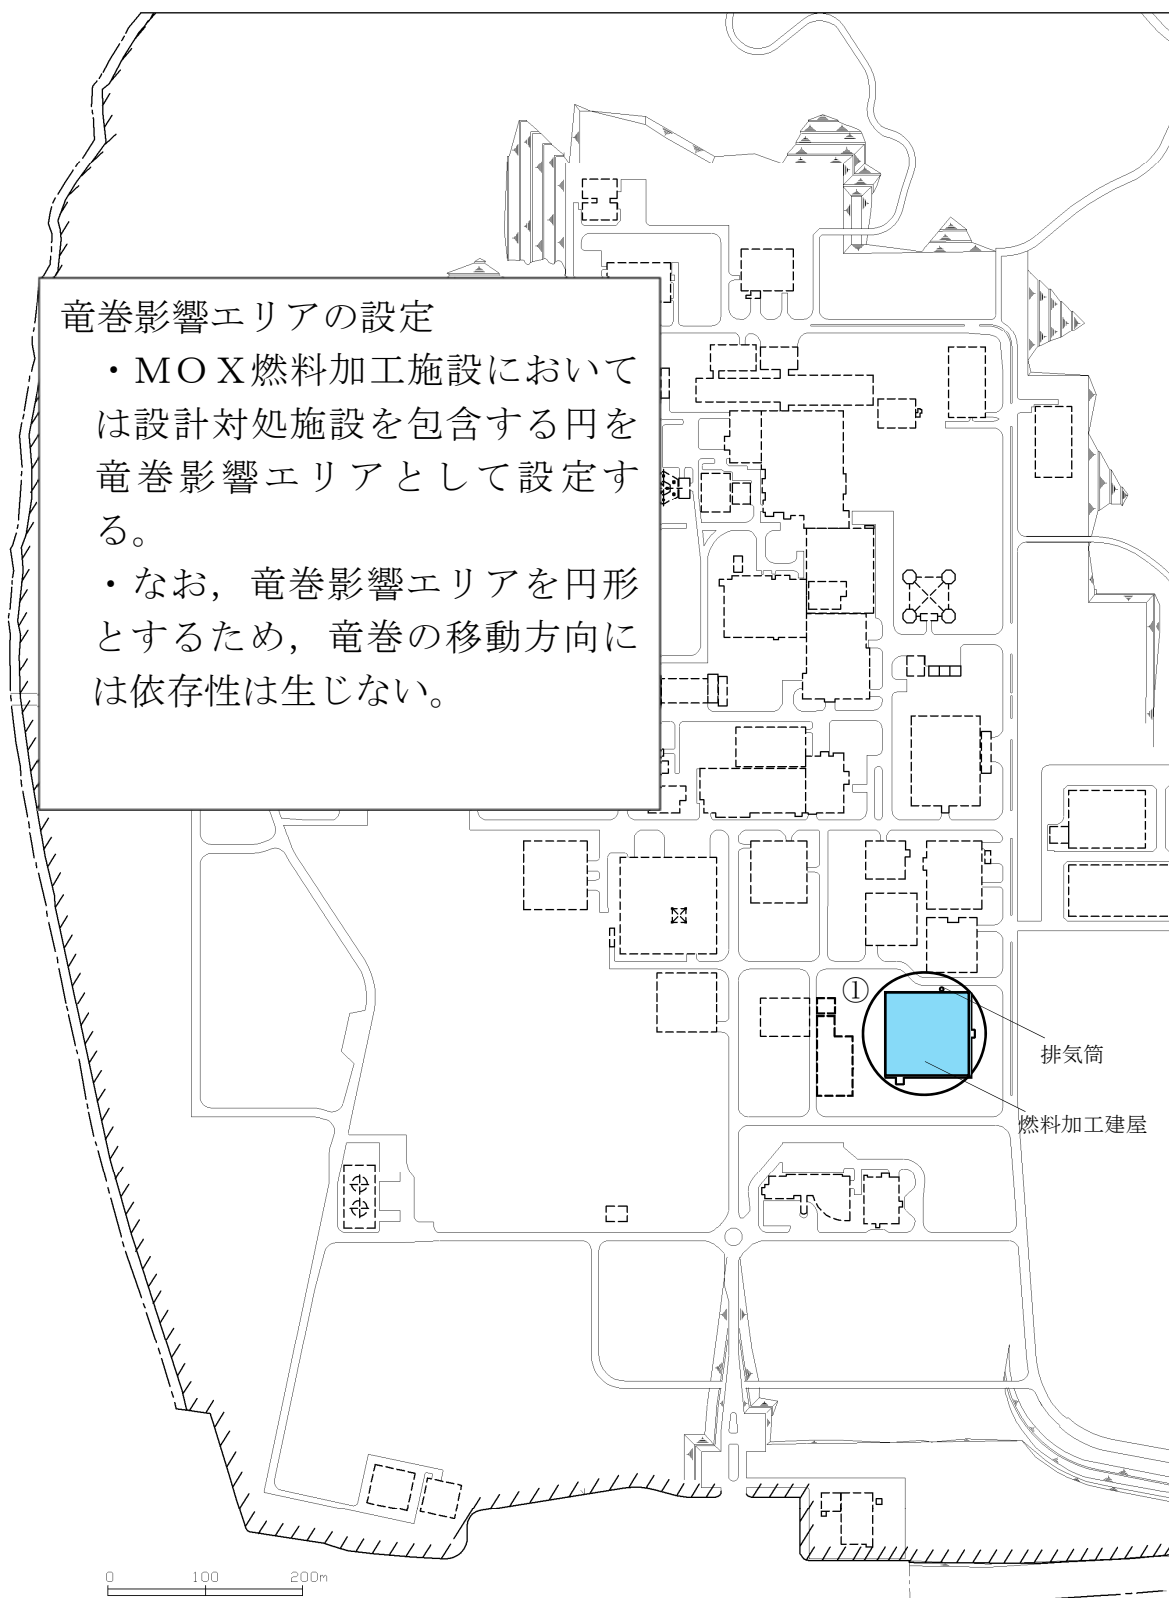 竜巻影響エリアの設定
・ＭＯＸ燃料加工施設において
は設計対処施設を包含する円を
竜巻影響エリアとして設定す
る。
・なお，竜巻影響エリアを円形
とするため，竜巻の移動方向に
は依存性は生じない。
①
排気筒
燃料加工建屋
0 100 200m